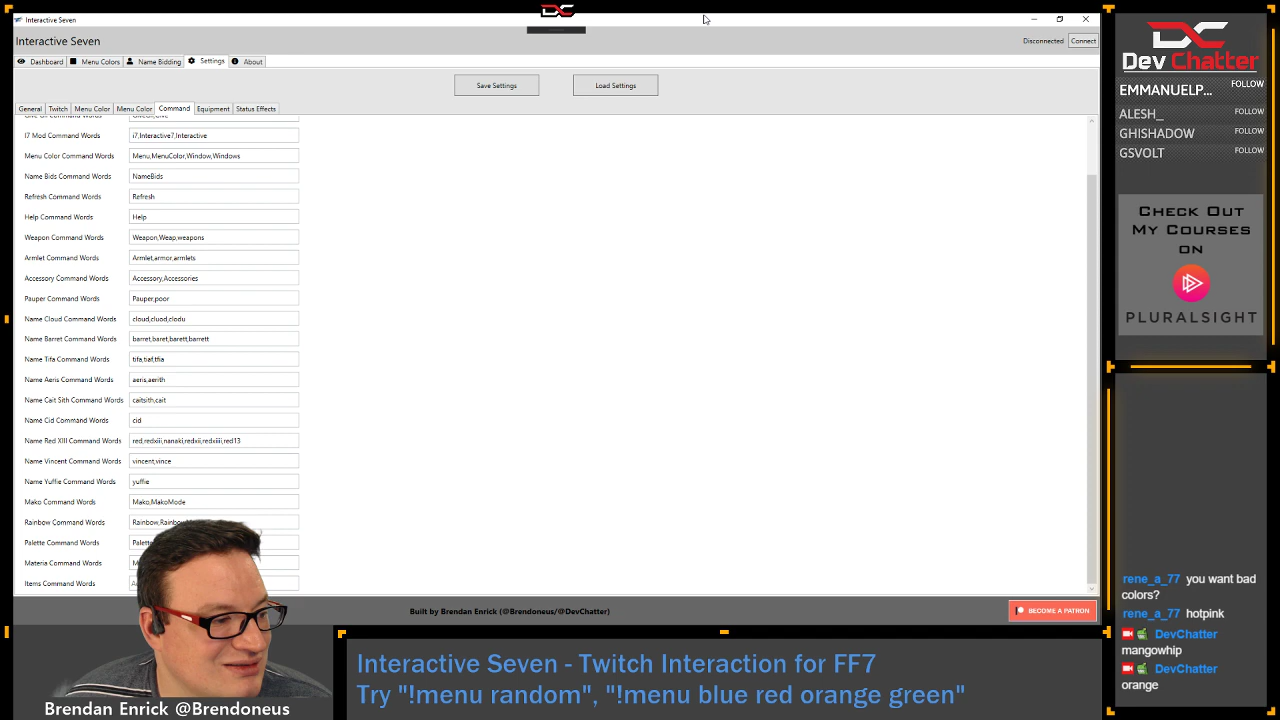 Interactive Seven
Interactive Seven
Disconnected Connect
Dashboard Menu Colors Name Bidding Settings About
Save Settings Load Settings
General Twitch Menu Color Menu Color Command Equipment Status Effects
I7 Mod Command Words i7,Interactive7,Interactive
Menu Color Command Words Menu,MenuColor,Window,Windows
Name Bids Command Words NameBids
Refresh Command Words Refresh
Help Command Words Help
Weapon Command Words Weapon,Weap,weapons
Armlet Command Words Armlet,armor,armlets
Accessory Command Words Accessory,Accessories
Pauper Command Words Pauper,poor
Name Cloud Command Words cloud,cluod,clodu
Name Barret Command Words barret,baret,barett,barrett
Name Tifa Command Words tifa,tiaf,tfia
Name Aeris Command Words aeris,aerith
Name Cait Sith Command Words caitsith,cait
Name Cid Command Words cid
Name Red XIII Command Words red,redxiii,nanaki,redxii,redxiiii,red13
Name Vincent Command Words vincent,vince
Name Yuffie Command Words yuffie
Mako Command Words Mako,MakoMode
Rainbow Command Words
Palette Command Words
Materia Command Words
Items Command Words
Built by Brendan Enrick (@Brendoneus/@DevChatter)
BECOME A PATRON
Brendan Enrick @Brendoneus
Interactive Seven - Twitch Interaction for FF7
Try "!menu random", "!menu blue red orange green"
DC
Dev Chatter
EMMANUELP... FOLLOW
ALESH_ FOLLOW
GHISHADOW FOLLOW
GSVOLT FOLLOW
CHECK OUT
MY COURSES
ON
PLURALSIGHT
rene_a_77 you want bad
colors?
rene_a_77 hotpink
DevChatter
mangowhip
DevChatter
orange